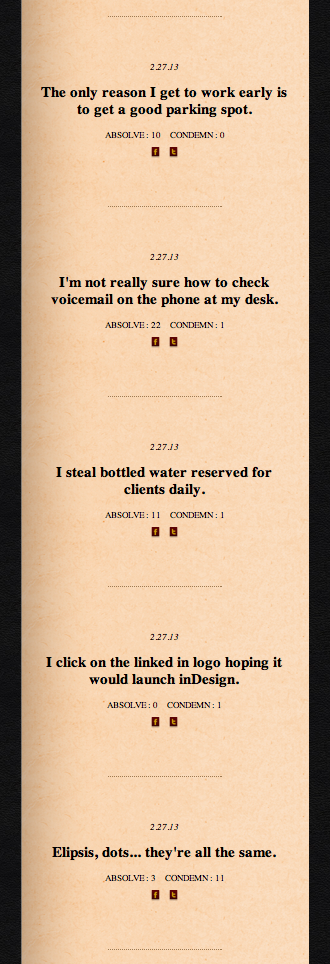 2.27.13
The only reason I get to work early is
to get a good parking spot.
ABSOLVE : 10 CONDEMN : 0
2.27.13
I'm not really sure how to check
voicemail on the phone at my desk.
ABSOLVE : 22 CONDEMN : 1
2.27.13
I steal bottled water reserved for
clients daily.
ABSOLVE : 11 CONDEMN : 1
2.27.13
I click on the linked in logo hoping it
would launch inDesign.
ABSOLVE : 0 CONDEMN : 1
2.27.13
Elipsis, dots... they're all the same.
ABSOLVE : 3 CONDEMN : 11